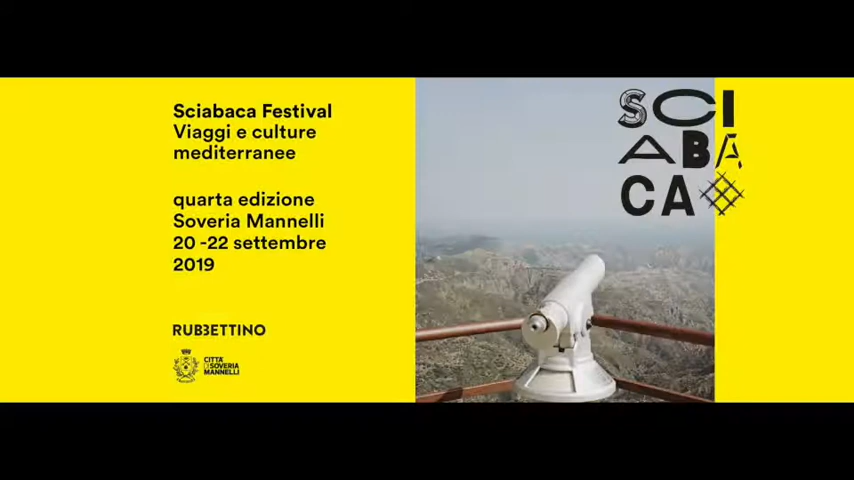 Sciabaca Festival
Viaggi e culture
mediterranee
quarta edizione
Soveria Mannelli
20 -22 settembre
2019
RUBBETTINO
CITTÀ
DI SOVERIA
MANNELLI
SCI
ABA
CA